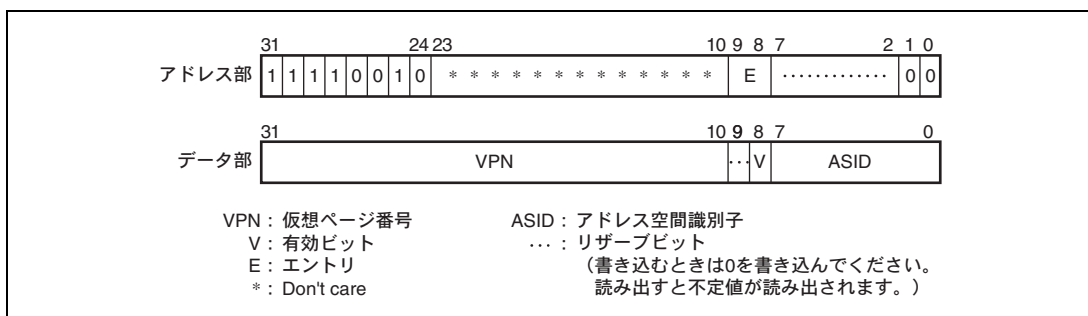 31 24 23 10 9 8 7 2 1 0
アドレス部 1 1 1 1 0 0 1 0 * * * * * * * * * * * * * * E ············· 0 0
31 10 9 8 7 0
データ部 VPN ··· V ASID
VPN : 仮想ページ番号 ASID : アドレス空間識別子
V : 有効ビット ··· : リザーブビット
E : エントリ （書き込むときは0を書き込んでください。
* : Don't care 読み出すと不定値が読み出されます。）